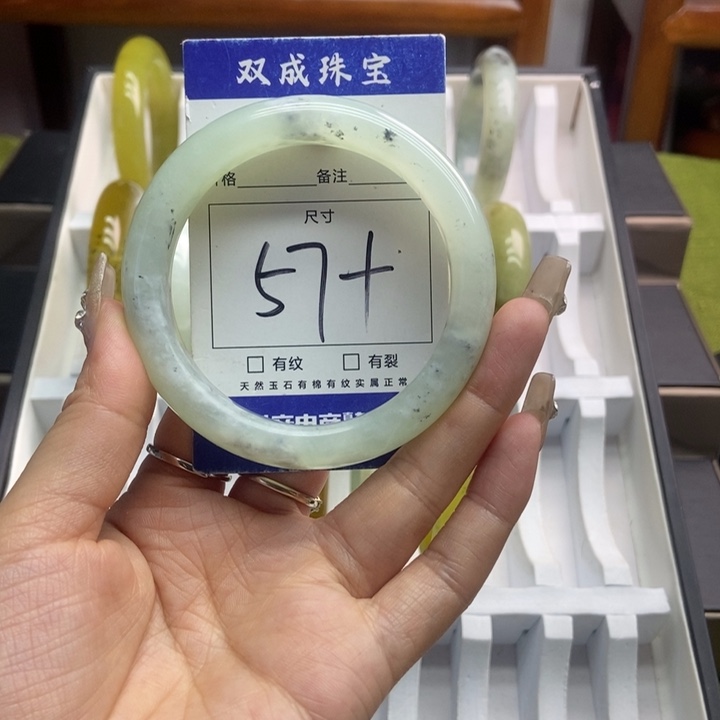 双成珠宝
格 备注
尺寸
57+
□ 有纹 □ 有裂
天然玉石有棉有纹实属正常